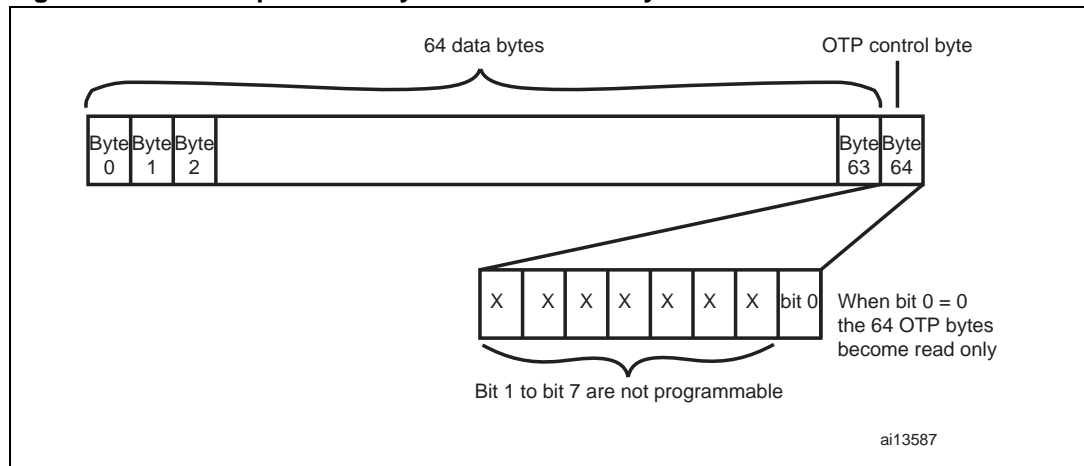 64 data bytes
OTP control byte
Byte Byte Byte Byte Byte
0 1 2 63 64
X X X X X X X bit 0
When bit 0 = 0
the 64 OTP bytes
become read only
Bit 1 to bit 7 are not programmable
ai13587